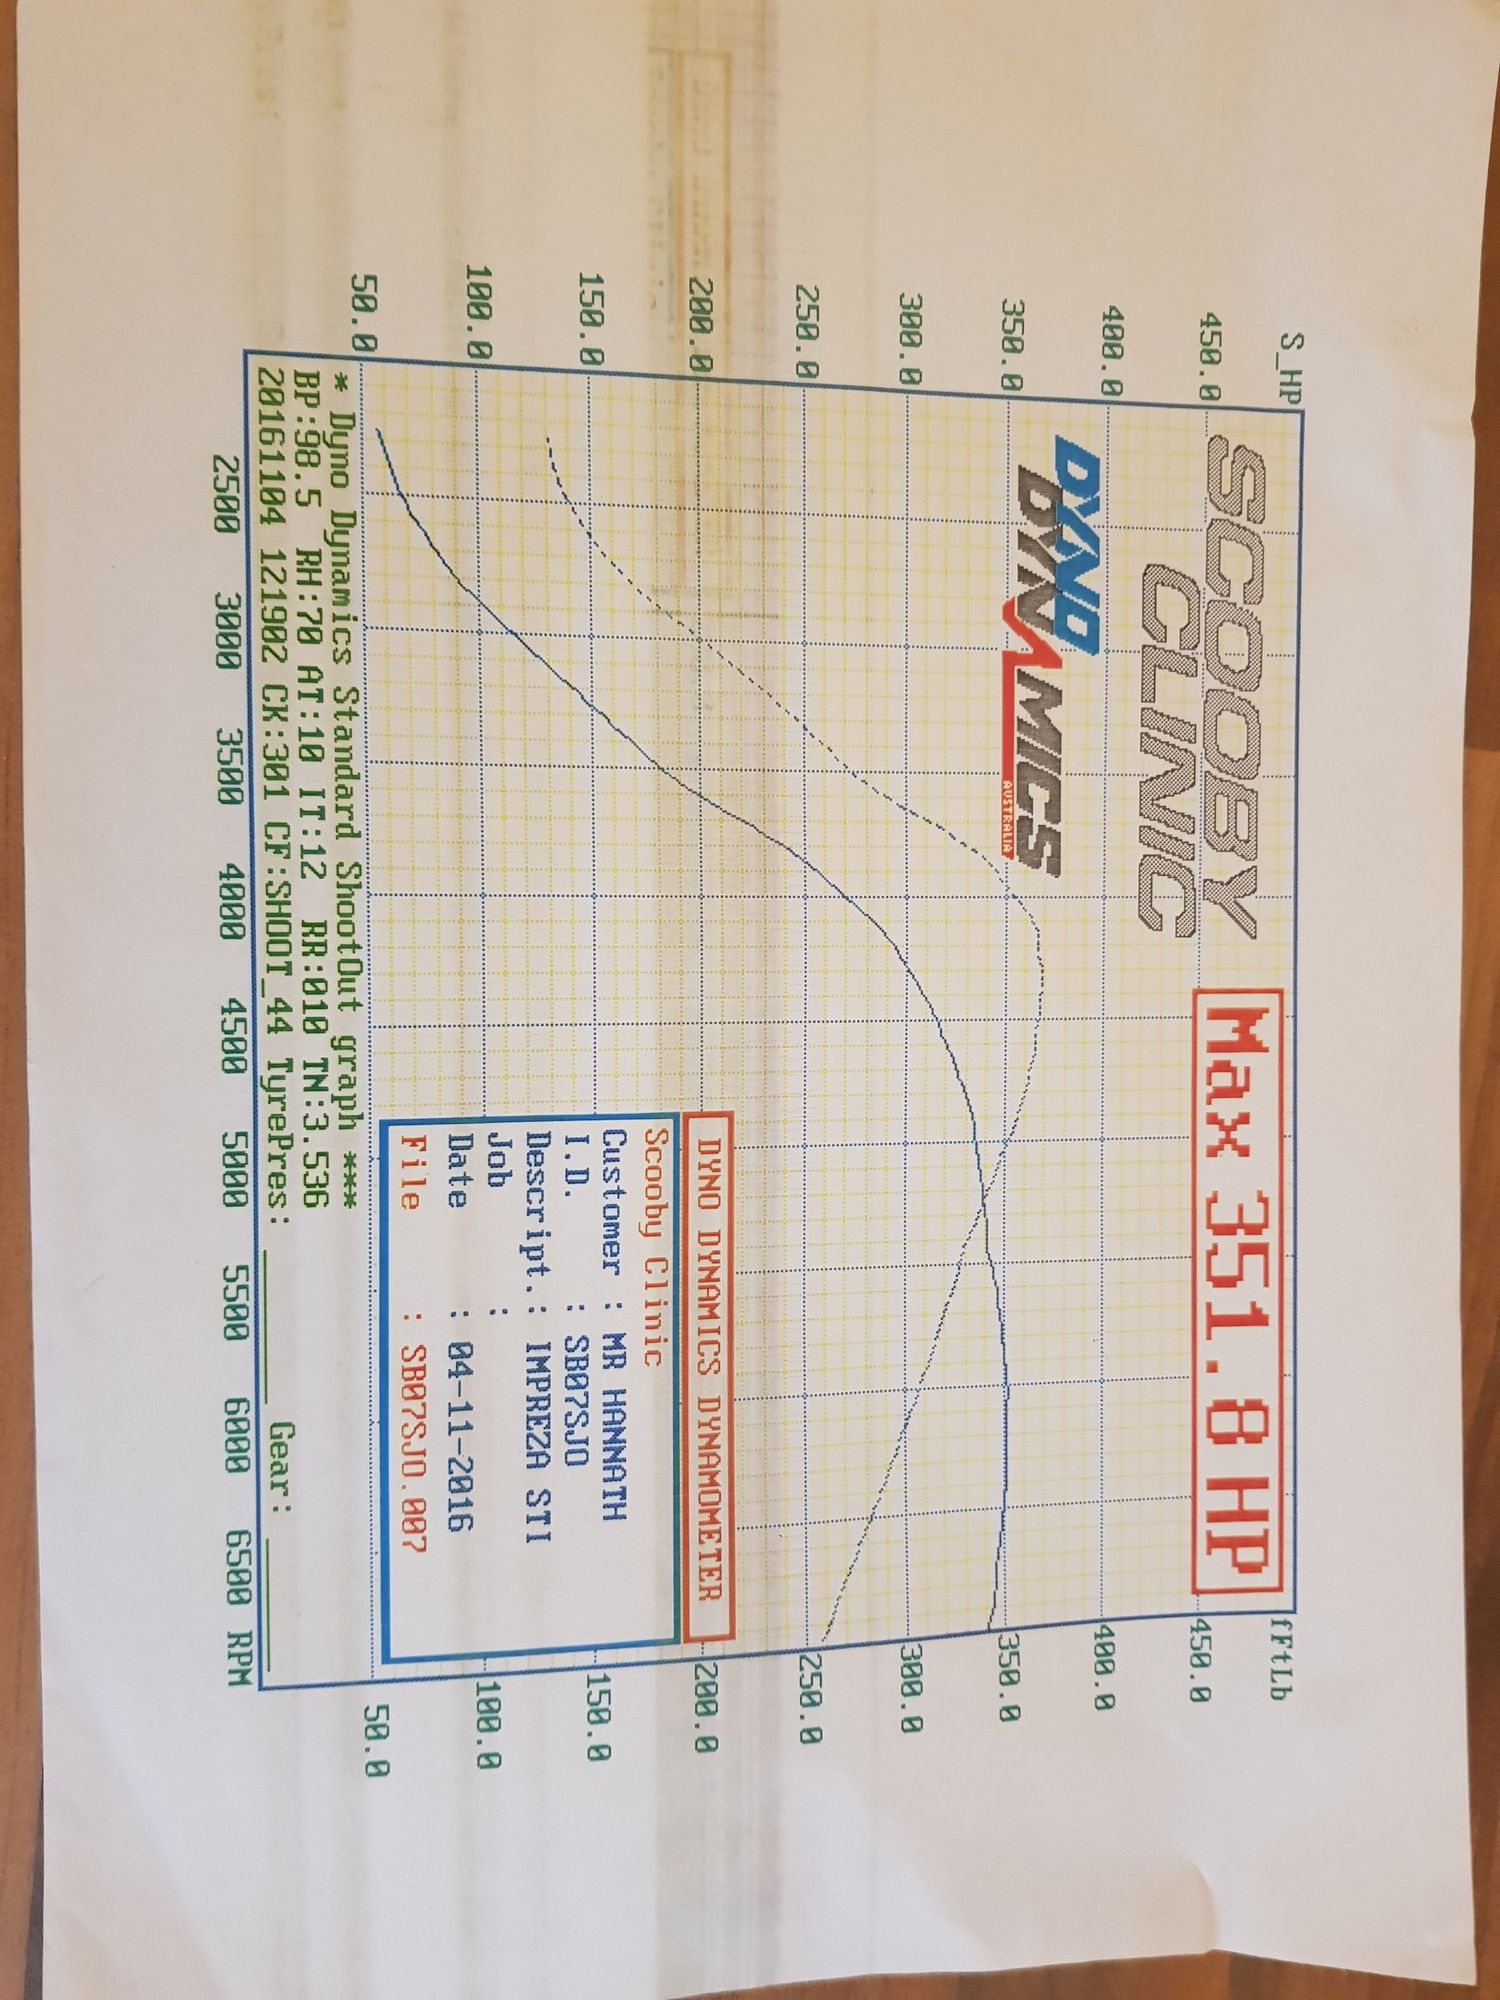 S_HP
fFtLb
SCOOBY
CLINIC
Max 351.8 HP
450.0
450.0
DYNO
DYNAMICS
AUSTRALIA
400.0
400.0
350.0
350.0
300.0
300.0
250.0
250.0
200.0
200.0
150.0
150.0
100.0
100.0
50.0
50.0
DYNO DYNAMICS DYNAMOMETER
Scooby Clinic
Customer : MR HANNATH
I.D. : SB07SJO
Descript.: IMPREZA STI
Job :
Date : 04-11-2016
File : SB07SJO.007
* Dyno Dynamics Standard ShootOut graph ***
BP:98.5 RH:70 AT:10 IT:12 RR:010 TN:3.536
20161104 121902 CK:301 CF:SHOOT_44 TyrePres: ________ Gear: ________
2500 3000 3500 4000 4500 5000 5500 6000 6500 RPM